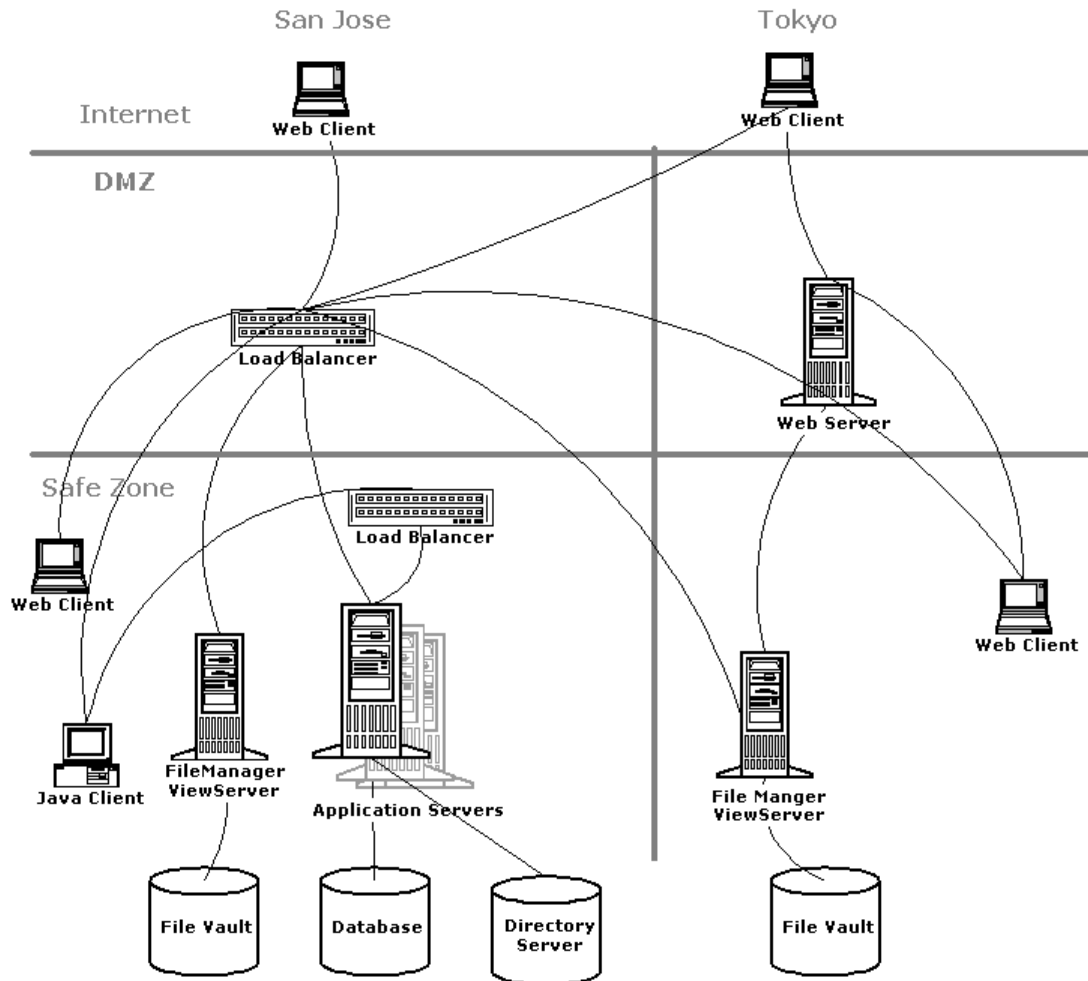 San Jose
Tokyo
Internet
Web Client
Web Client
DMZ
Load Balancer
Web Server
Safe Zone
Load Balancer
Web Client
Web Client
Java Client
FileManager
ViewServer
Application Servers
File Manger
ViewServer
File Vault
Database
Directory
Server
File Vault